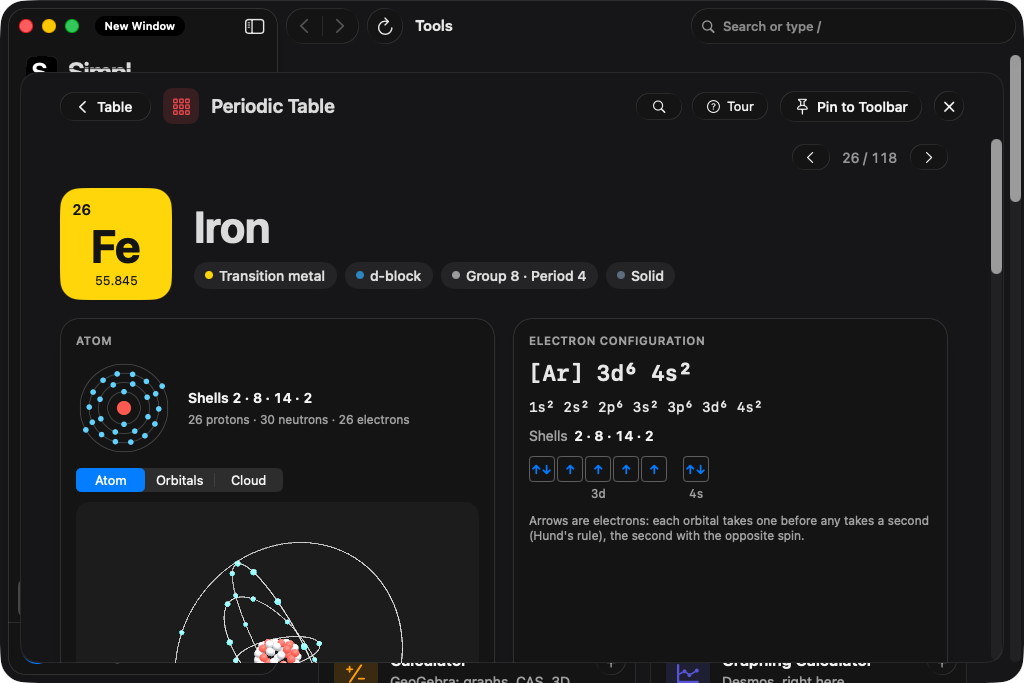 New Window
Tools
Search or type /
Simpl
Table
Periodic Table
Tour
Pin to Toolbar
26 / 118
26
Fe
55.845
Iron
Transition metal
d-block
Group 8 · Period 4
Solid
ATOM
Shells 2 · 8 · 14 · 2
26 protons · 30 neutrons · 26 electrons
Atom
Orbitals
Cloud
ELECTRON CONFIGURATION
[Ar] 3d⁶ 4s²
1s² 2s² 2p⁶ 3s² 3p⁶ 3d⁶ 4s²
Shells 2 · 8 · 14 · 2
↑↓ ↑ ↑ ↑ ↑ ↑↓
3d 4s
Arrows are electrons: each orbital takes one before any takes a second
(Hund's rule), the second with the opposite spin.
Calculator
GeoGebra: graphs, CAS, 3D
Graphing Calculator
Desmos, right here